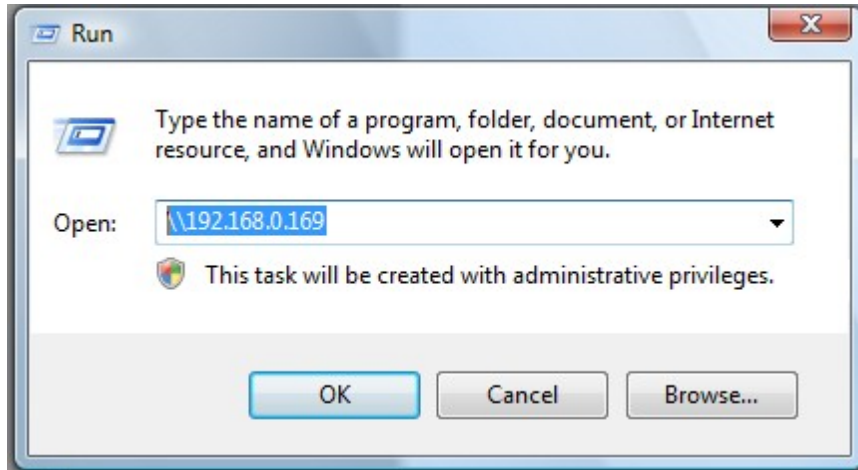 Run
Type the name of a program, folder, document, or Internet
resource, and Windows will open it for you.
Open: \\192.168.0.169
This task will be created with administrative privileges.
OK Cancel Browse...